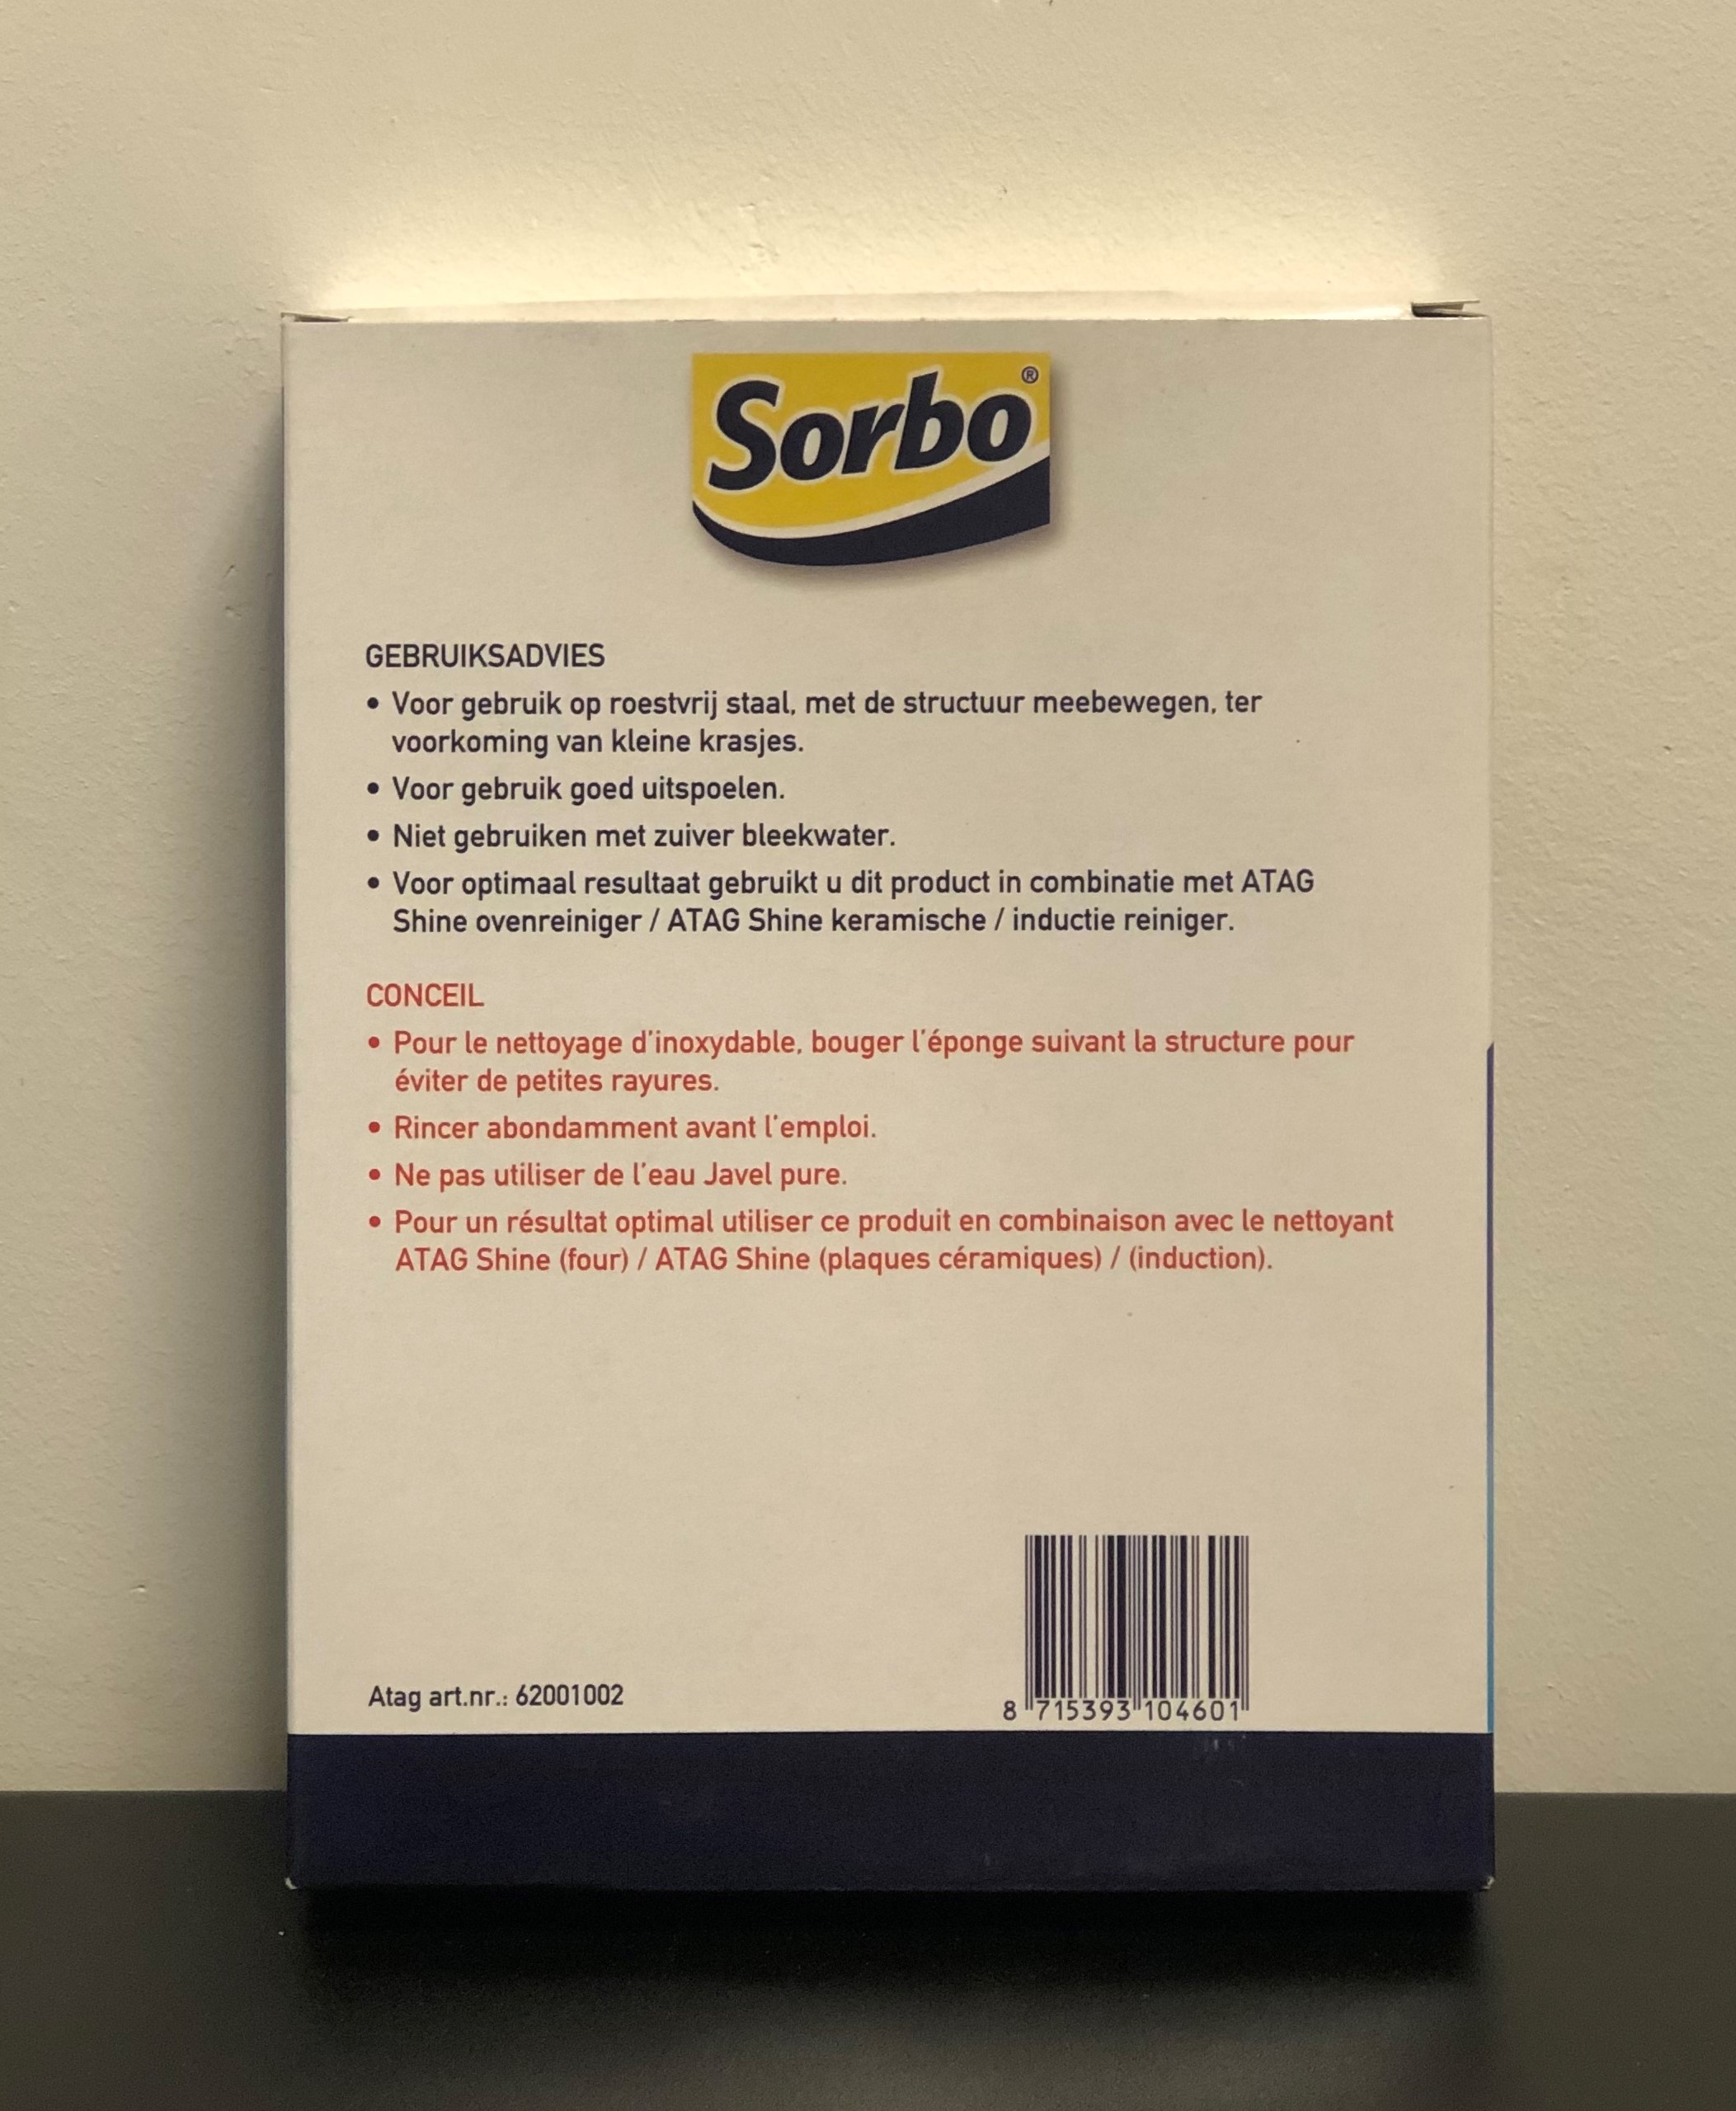 Sorbo®
GEBRUIKSADVIES
• Voor gebruik op roestvrij staal, met de structuur meebewegen, ter
voorkoming van kleine krasjes.
• Voor gebruik goed uitspoelen.
• Niet gebruiken met zuiver bleekwater.
• Voor optimaal resultaat gebruikt u dit product in combinatie met ATAG
Shine ovenreiniger / ATAG Shine keramische / inductie reiniger.
CONCEIL
• Pour le nettoyage d'inoxydable, bouger l'éponge suivant la structure pour
éviter de petites rayures.
• Rincer abondamment avant l'emploi.
• Ne pas utiliser de l'eau Javel pure.
• Pour un résultat optimal utiliser ce produit en combinaison avec le nettoyant
ATAG Shine (four) / ATAG Shine (plaques céramiques) / (induction).
Atag art.nr.: 62001002
8 715393 104601